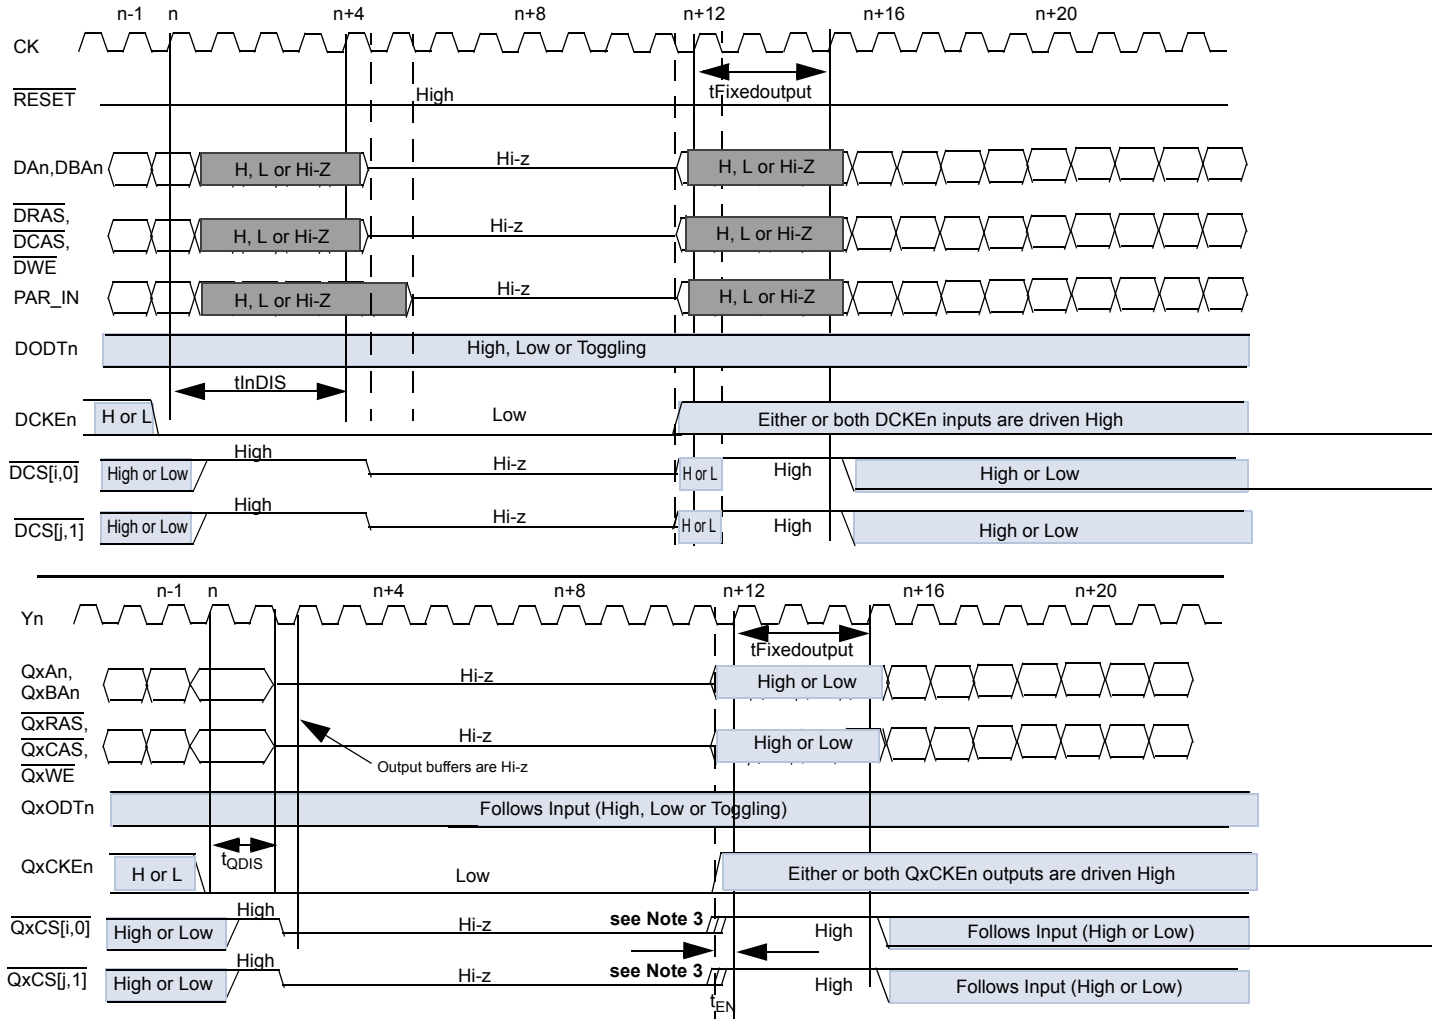 n-1 n n+4 n+8 n+12 n+16 n+20
CK
tFixedoutput
RESET High
DAn,DBAn H, L or Hi-Z Hi-z H, L or Hi-Z
DRAS,
DCAS, H, L or Hi-Z Hi-z H, L or Hi-Z
DWE
PAR_IN H, L or Hi-Z Hi-z H, L or Hi-Z
DODTn High, Low or Toggling
tInDIS
DCKEn H or L Low Either or both DCKEn inputs are driven High
DCS[i,0] High or Low High Hi-z H or L High High or Low
DCS[j,1] High or Low High Hi-z H or L High High or Low
n-1 n n+4 n+8 n+12 n+16 n+20
Yn
tFixedoutput
QxAn,
QxBAn Hi-z High or Low
QxRAS,
QxCAS, Hi-z High or Low
QxWE
Output buffers are Hi-z
QxODTn Follows Input (High, Low or Toggling)
tQDIS
QxCKEn H or L Low Either or both QxCKEn outputs are driven High
QxCS[i,0] High or Low High Hi-z see Note 3 High Follows Input (High or Low)
QxCS[j,1] High or Low High Hi-z see Note 3 High Follows Input (High or Low)
tEN